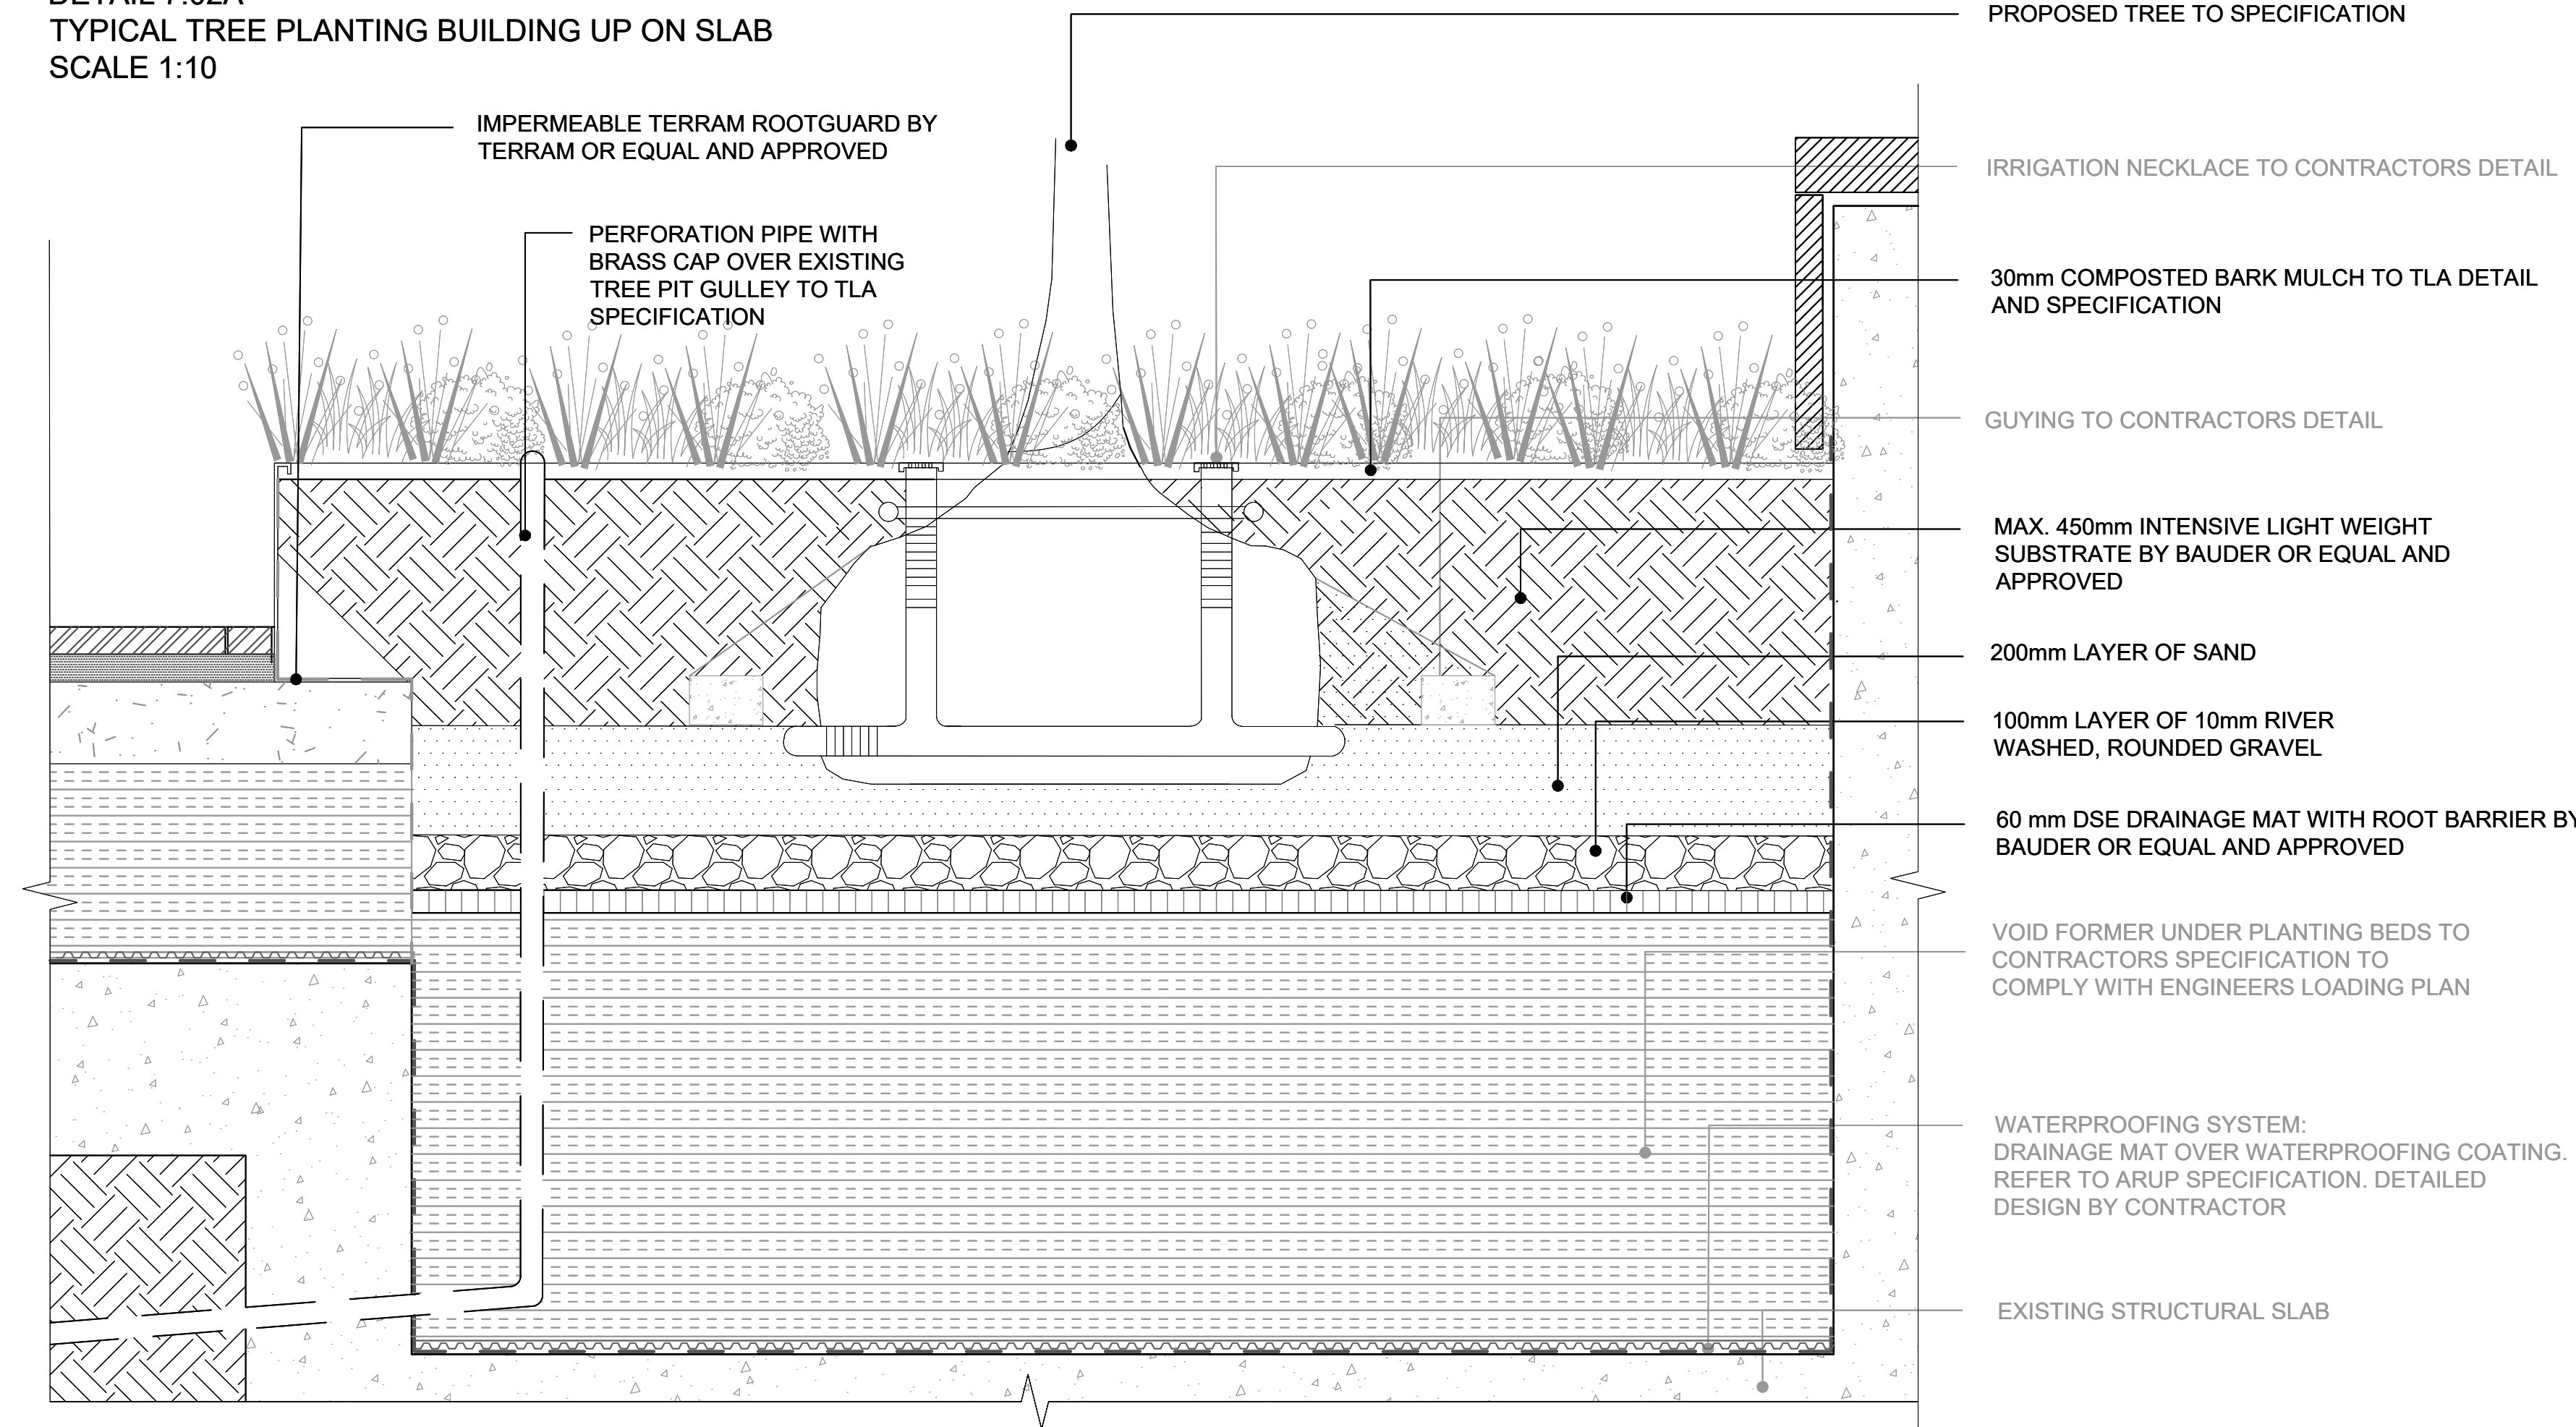 DETAIL 7.02A
TYPICAL TREE PLANTING BUILDING UP ON SLAB
SCALE 1:10
PROPOSED TREE TO SPECIFICATION
IMPERMEABLE TERRAM ROOTGUARD BY
TERRAM OR EQUAL AND APPROVED
IRRIGATION NECKLACE TO CONTRACTORS DETAIL
PERFORATION PIPE WITH
BRASS CAP OVER EXISTING
TREE PIT GULLEY TO TLA
SPECIFICATION
30mm COMPOSTED BARK MULCH TO TLA DETAIL
AND SPECIFICATION
GUYING TO CONTRACTORS DETAIL
MAX. 450mm INTENSIVE LIGHT WEIGHT
SUBSTRATE BY BAUDER OR EQUAL AND
APPROVED
200mm LAYER OF SAND
100mm LAYER OF 10mm RIVER
WASHED, ROUNDED GRAVEL
60 mm DSE DRAINAGE MAT WITH ROOT BARRIER BY
BAUDER OR EQUAL AND APPROVED
VOID FORMER UNDER PLANTING BEDS TO
CONTRACTORS SPECIFICATION TO
COMPLY WITH ENGINEERS LOADING PLAN
WATERPROOFING SYSTEM:
DRAINAGE MAT OVER WATERPROOFING COATING.
REFER TO ARUP SPECIFICATION. DETAILED
DESIGN BY CONTRACTOR
EXISTING STRUCTURAL SLAB